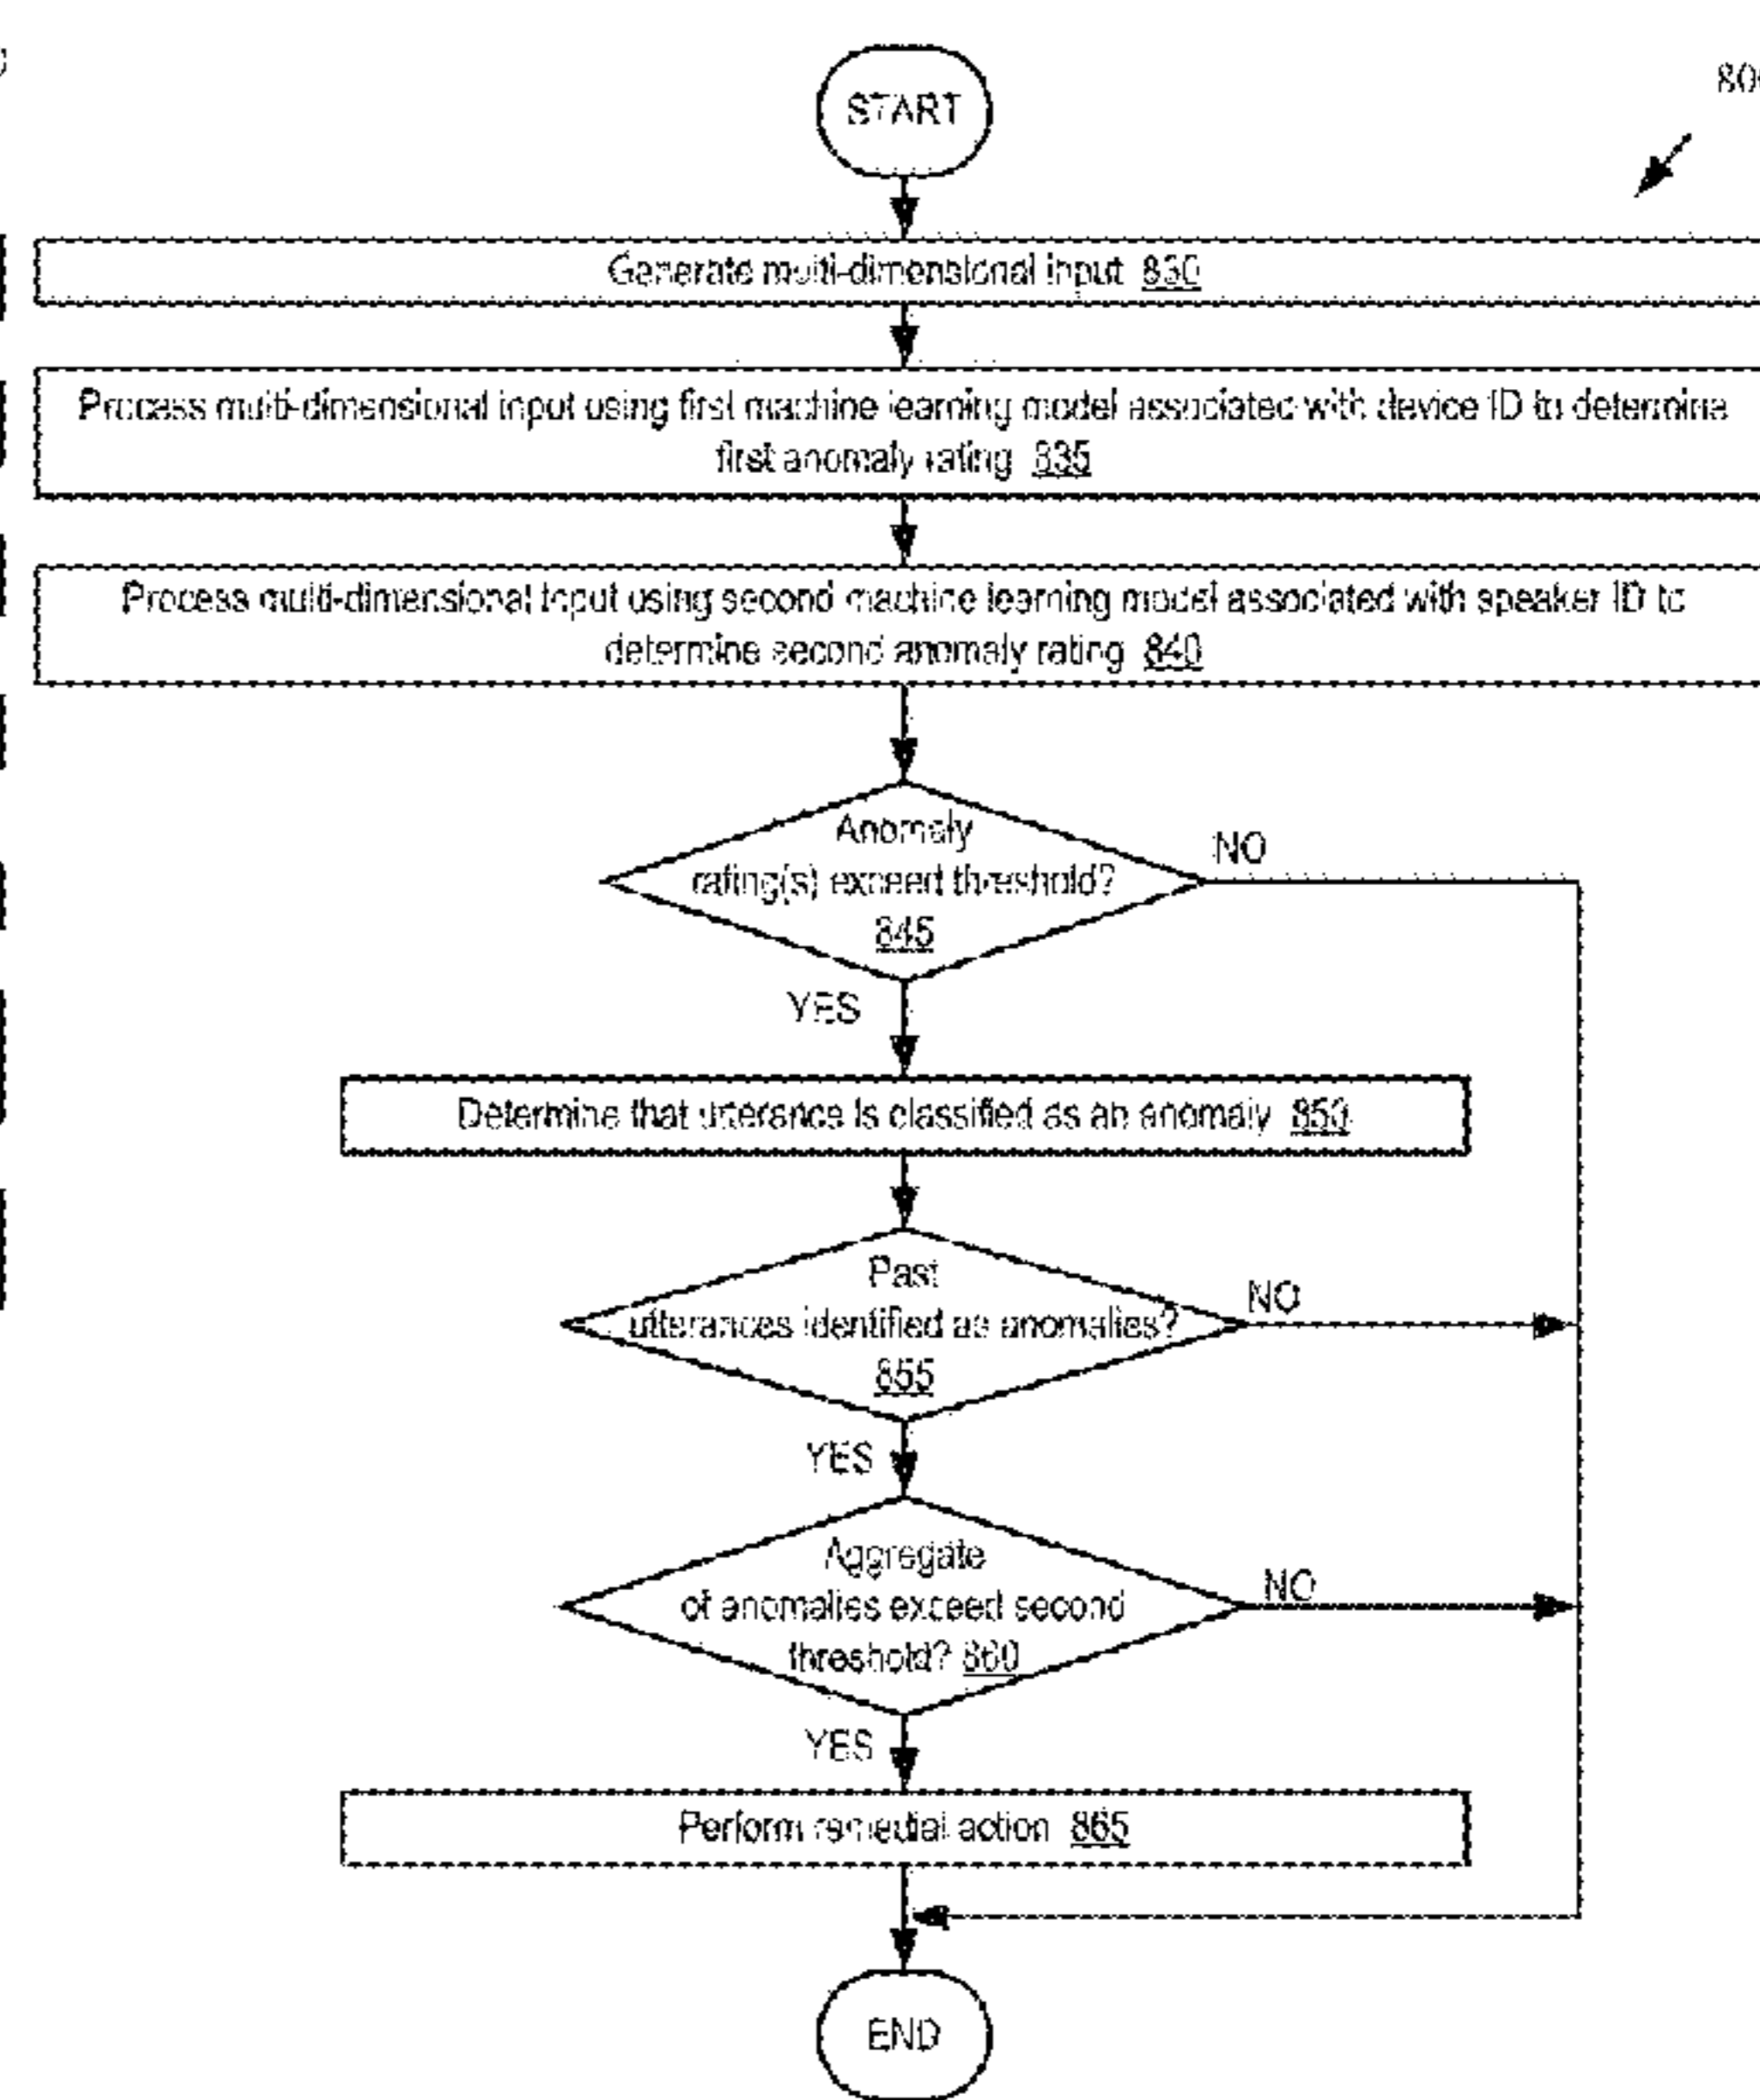 START
Generate multi-dimensional input 830
Process multi-dimensional input using first machine learning model associated with device ID to determine
first anomaly rating 835
Process multi-dimensional input using second machine learning model associated with speaker ID to
determine second anomaly rating 840
Anomaly
rating(s) exceed threshold?
845
NO
YES
Determine that utterance is classified as an anomaly 850
Past
utterances identified as anomalies?
855
NO
YES
Aggregate
of anomalies exceed second
threshold? 860
NO
YES
Perform remedial action 865
END